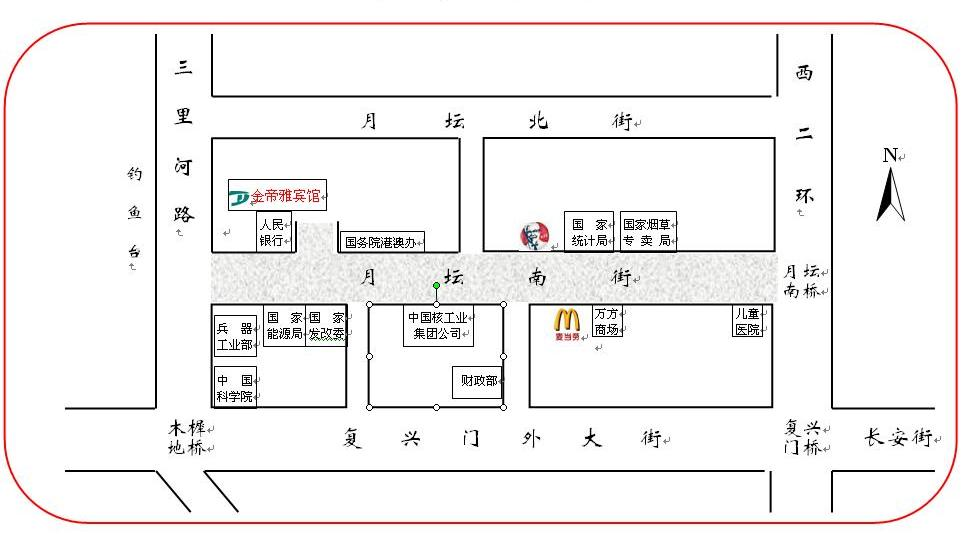 三里河路
西二环
月坛北街
N
钓鱼台
金帝雅宾馆
人民
银行
国务院港澳办
国家
统计局
国家烟草
专卖局
月坛南街
月坛
南桥
兵器
工业部
国家
能源局
国家
发改委
中国核工业
集团公司
麦当劳
万方
商场
儿童
医院
中国
科学院
财政部
木樨
地桥
复兴门外大街
复兴
门桥
长安街